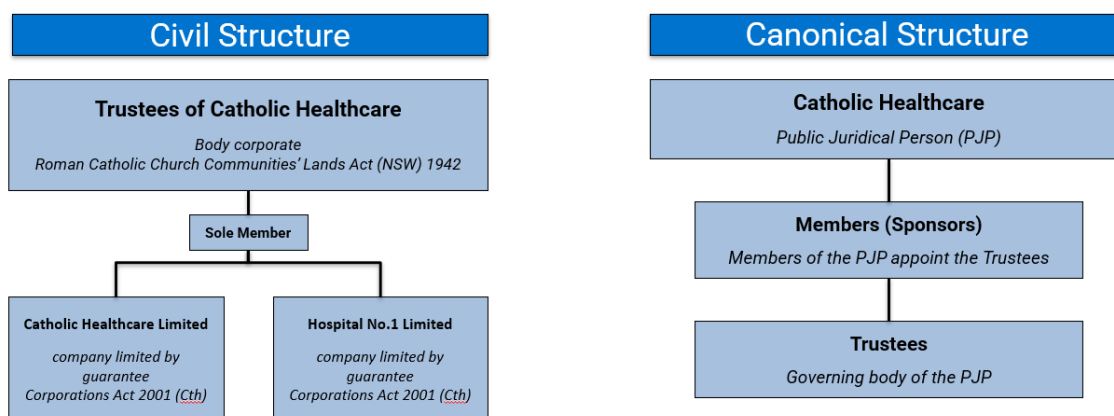 Civil Structure
Trustees of Catholic Healthcare
Body corporate
Roman Catholic Church Communities' Lands Act (NSW) 1942
Sole Member
Catholic Healthcare Limited
company limited by
guarantee
Corporations Act 2001 (Cth)
Hospital No.1 Limited
company limited by
guarantee
Corporations Act 2001 (Cth)
Canonical Structure
Catholic Healthcare
Public Juridical Person (PJP)
Members (Sponsors)
Members of the PJP appoint the Trustees
Trustees
Governing body of the PJP